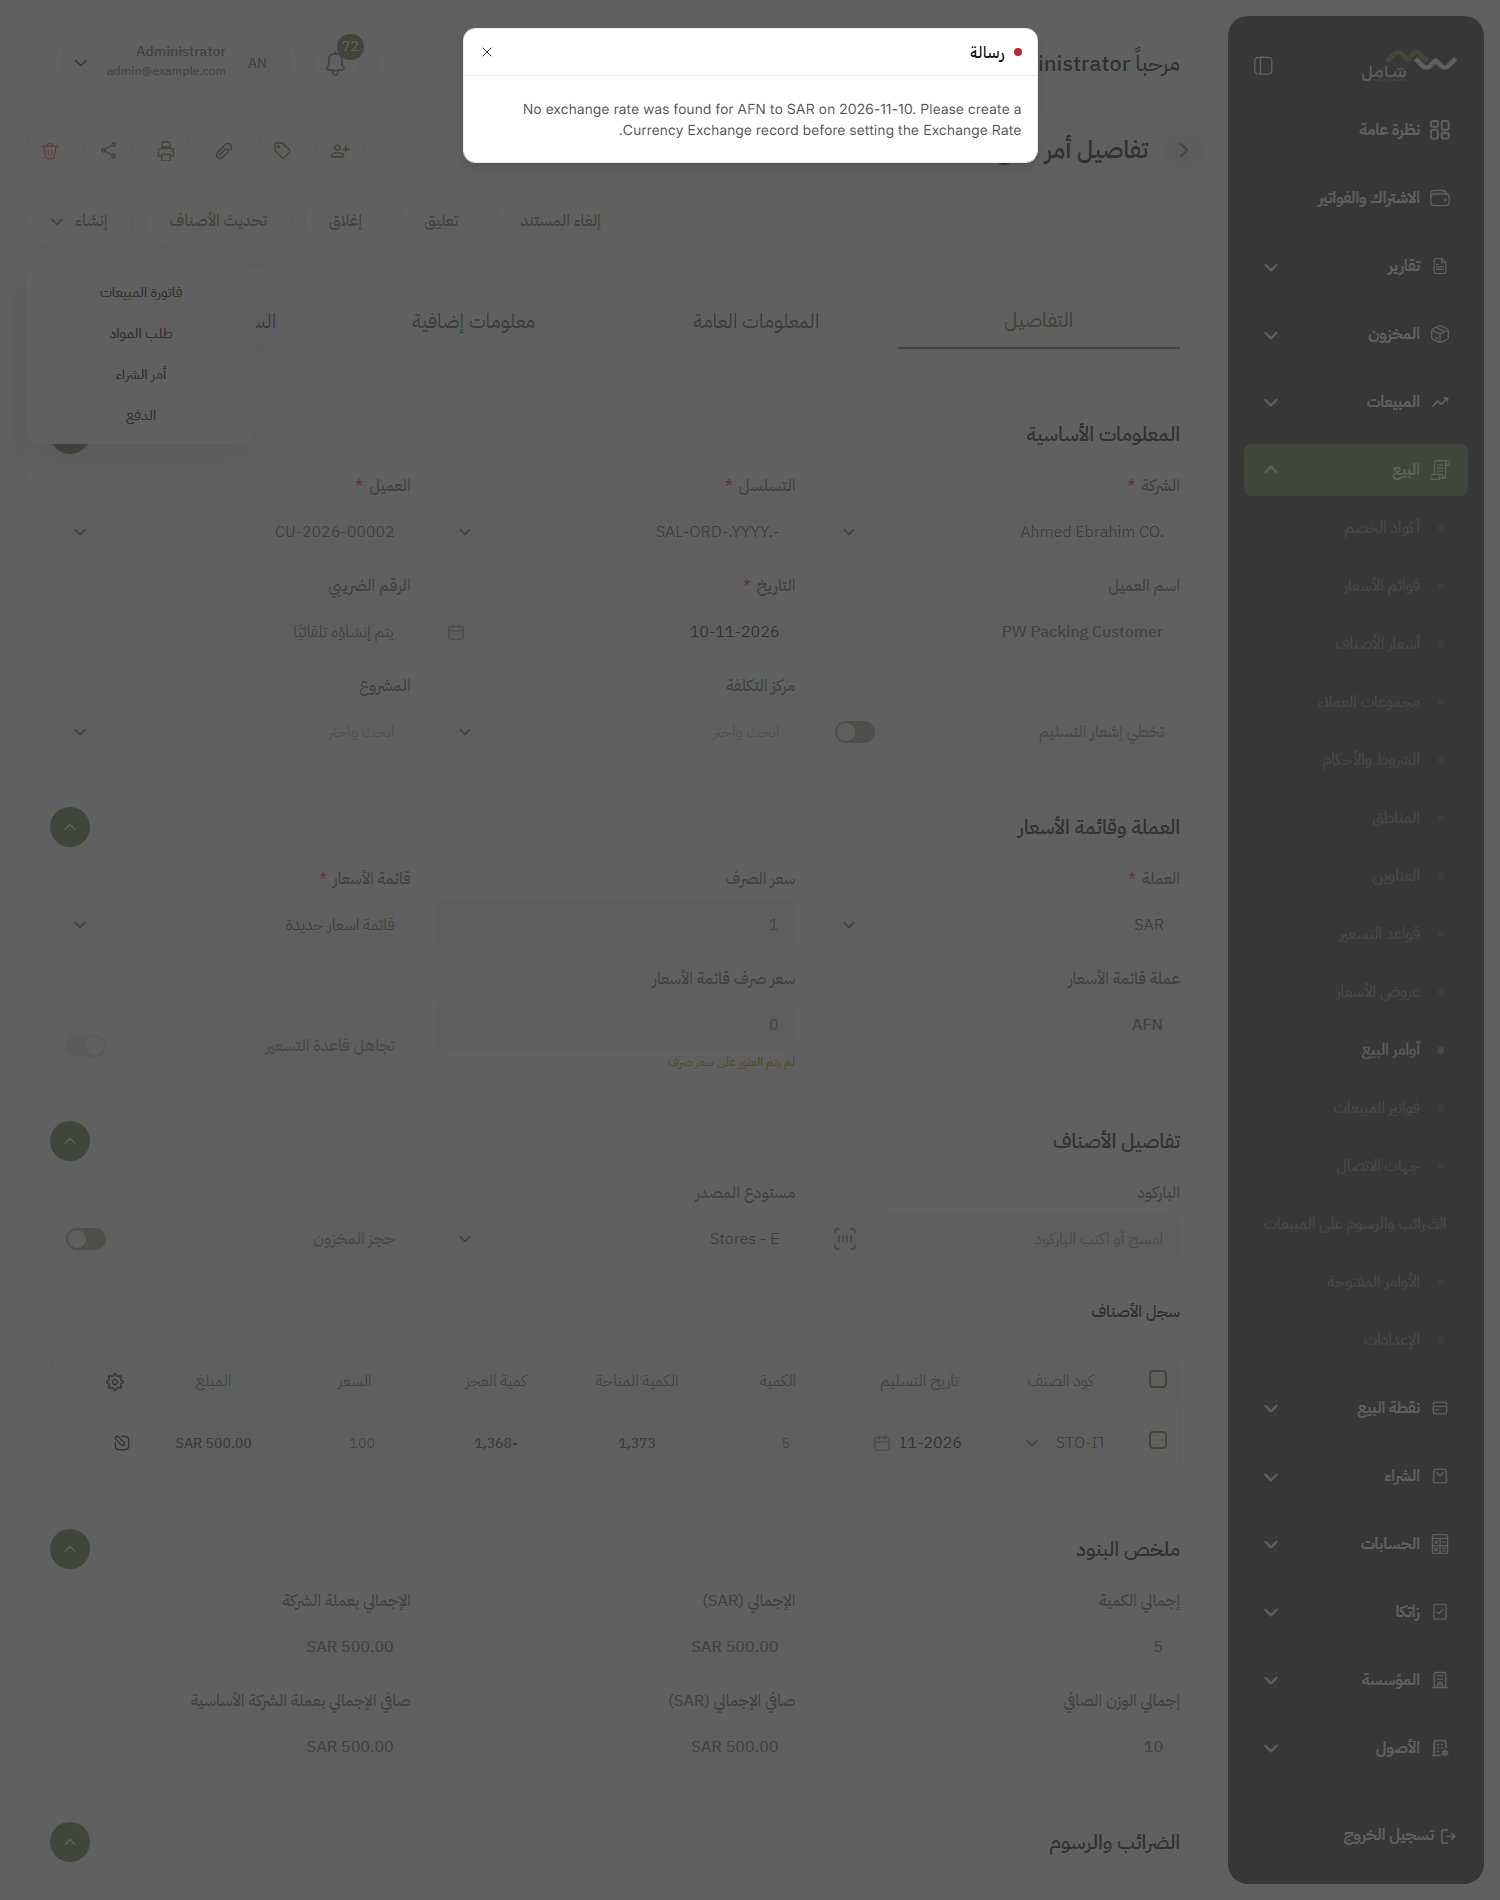 رسالة
No exchange rate was found for AFN to SAR on 2026-11-10. Please create a
Currency Exchange record before setting the Exchange Rate.
شامل
مرحباً
Administrator
admin@example.com
AN
72
تفاصيل أمر
إلغاء المستند
تعليق
إغلاق
تحديث الأصناف
إنشاء
فاتورة المبيعات
طلب المواد
أمر الشراء
الدفع
التفاصيل
المعلومات العامة
معلومات إضافية
المعلومات الأساسية
الشركة *
التسلسل *
العميل *
Ahmed Ebrahim CO.
SAL-ORD-.YYYY.-
CU-2026-00002
اسم العميل
التاريخ *
الرقم الضريبي
PW Packing Customer
10-11-2026
يتم إنشاؤه تلقائيًا
مركز التكلفة
المشروع
تخطي إشعار التسليم
ابحث واختر
ابحث واختر
العملة وقائمة الأسعار
العملة *
سعر الصرف
قائمة الأسعار *
SAR
1
قائمة اسعار جديدة
عملة قائمة الأسعار
سعر صرف قائمة الأسعار
AFN
0
تجاهل قاعدة التسعير
لم يتم العثور على سعر صرف
تفاصيل الأصناف
الباركود
مستودع المصدر
امسح أو اكتب الباركود
Stores - E
حجز المخزون
سجل الأصناف
كود الصنف
تاريخ التسليم
الكمية
الكمية المتاحة
كمية العجز
السعر
المبلغ
11-2026
5
1,373
1,368-
100
SAR 500.00
ملخص البنود
إجمالي الكمية
الإجمالي (SAR)
الإجمالي بعملة الشركة
5
SAR 500.00
SAR 500.00
إجمالي الوزن الصافي
صافي الإجمالي (SAR)
صافي الإجمالي بعملة الشركة الأساسية
10
SAR 500.00
SAR 500.00
الضرائب والرسوم
نظرة عامة
الاشتراك والفواتير
تقارير
المخزون
المبيعات
البيع
أكواد الخصم
قوائم الأسعار
أسعار الأصناف
مجموعات العملاء
الشروط والأحكام
المناطق
العناوين
قواعد التسعير
عروض الأسعار
أوامر البيع
فواتير المبيعات
جهات الاتصال
الضرائب والرسوم على المبيعات
الأوامر المفتوحة
الإعدادات
نقطة البيع
الشراء
الحسابات
زاتكا
المؤسسة
الأصول
تسجيل الخروج